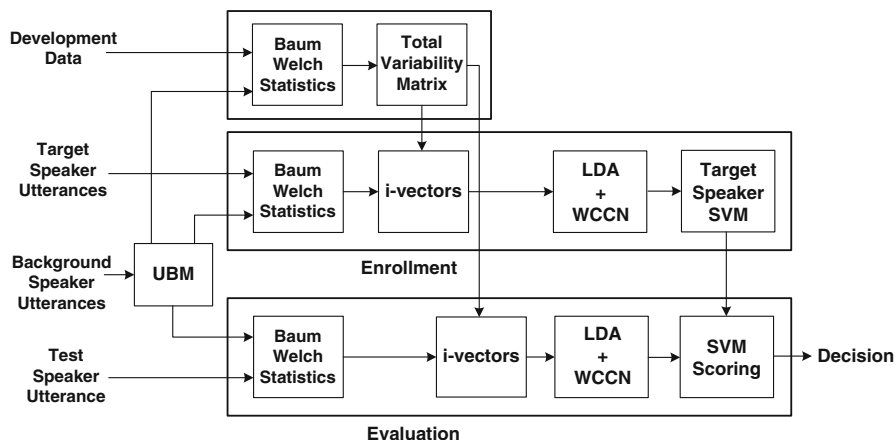 Development
Data
Baum
Welch
Statistics
Total
Variability
Matrix
Target
Speaker
Utterances
Baum
Welch
Statistics
i-vectors
LDA
+
WCCN
Target
Speaker
SVM
Enrollment
Background
Speaker
Utterances
UBM
Test
Speaker
Utterance
Baum
Welch
Statistics
i-vectors
LDA
+
WCCN
SVM
Scoring
Decision
Evaluation